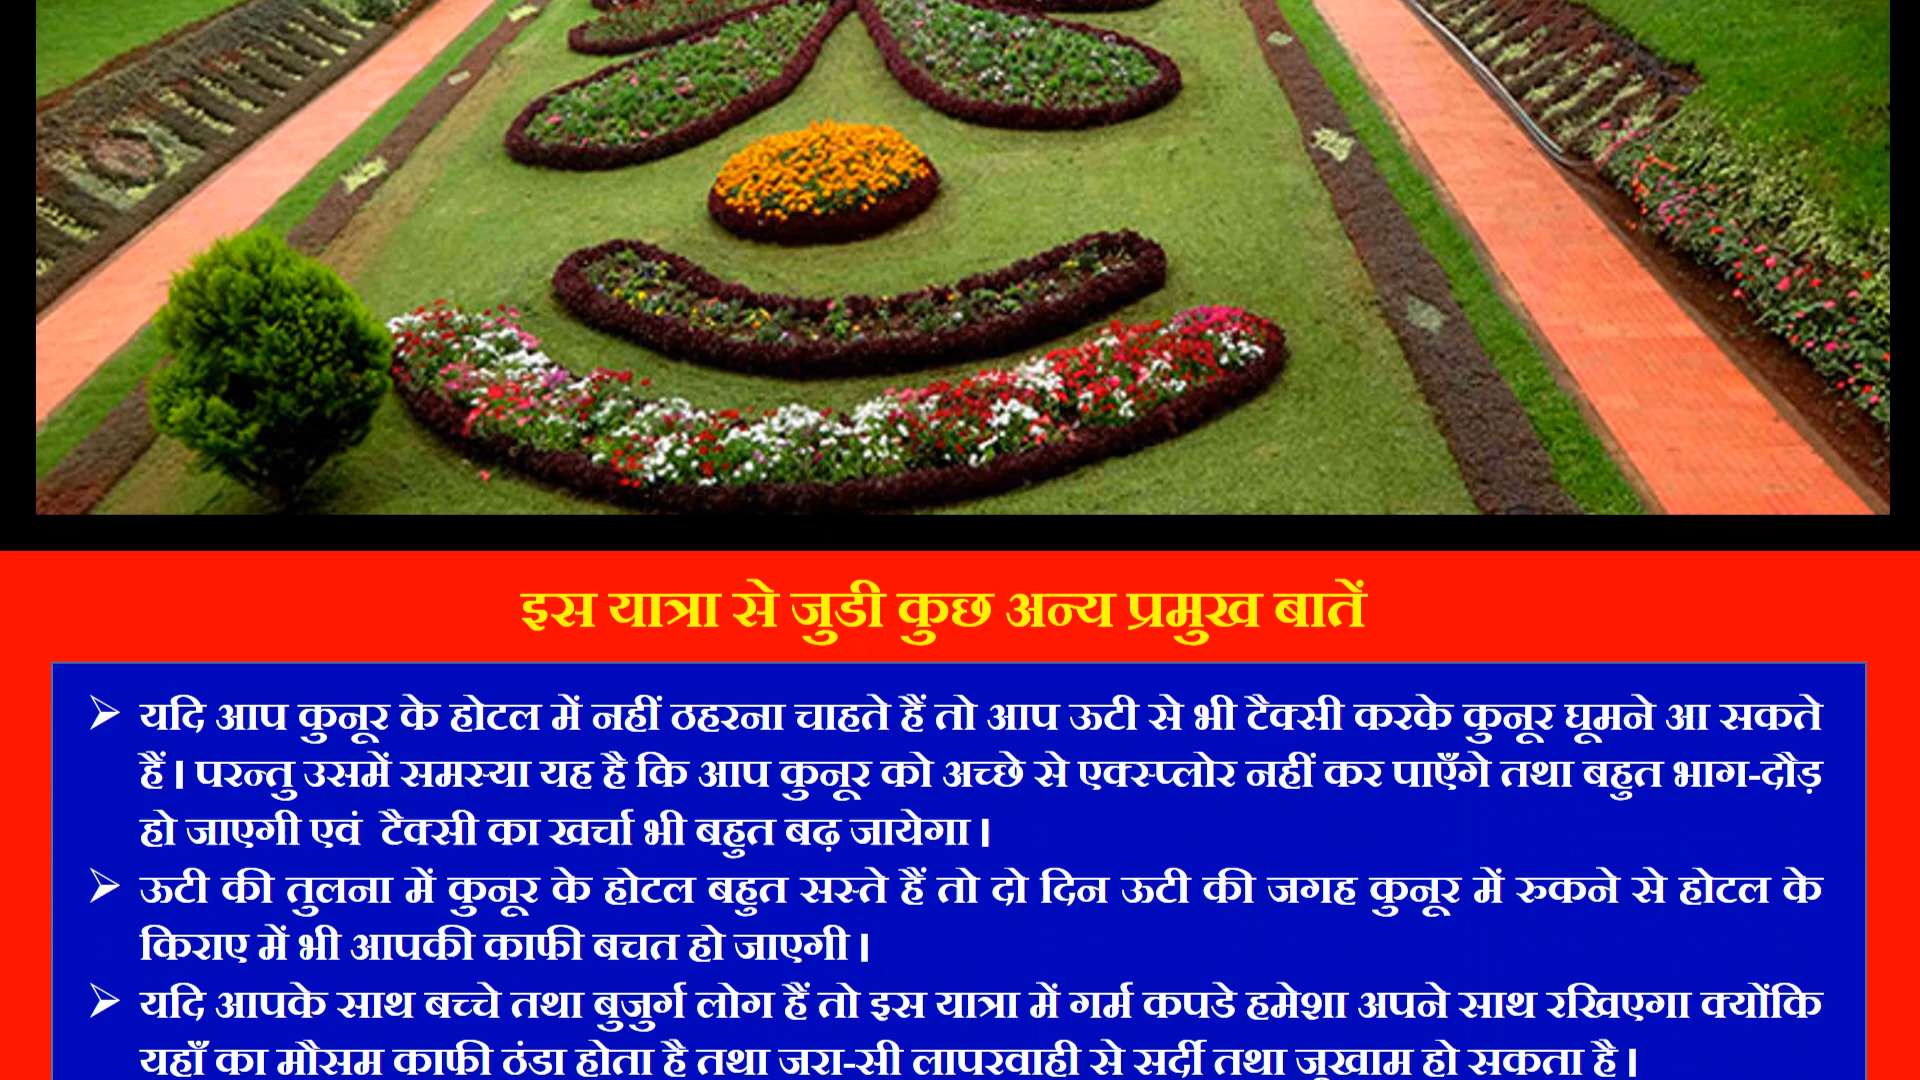 इस यात्रा से जुडी कुछ अन्य प्रमुख बातें
➢ यदि आप कुनूर के होटल में नहीं ठहरना चाहते हैं तो आप ऊटी से भी टैक्सी करके कुनूर घूमने आ सकते
हैं। परन्तु उसमें समस्या यह है कि आप कुनूर को अच्छे से एक्स्प्लोर नहीं कर पाएँगे तथा बहुत भाग-दौड़
हो जाएगी एवं टैक्सी का खर्चा भी बहुत बढ़ जायेगा।
➢ ऊटी की तुलना में कुनूर के होटल बहुत सस्ते हैं तो दो दिन ऊटी की जगह कुनूर में रुकने से होटल के
किराए में भी आपकी काफी बचत हो जाएगी।
➢ यदि आपके साथ बच्चे तथा बुजुर्ग लोग हैं तो इस यात्रा में गर्म कपडे हमेशा अपने साथ रखिएगा क्योंकि
यहाँ का मौसम काफी ठंडा होता है तथा जरा-सी लापरवाही से सर्दी तथा जूखाम हो सकता है।